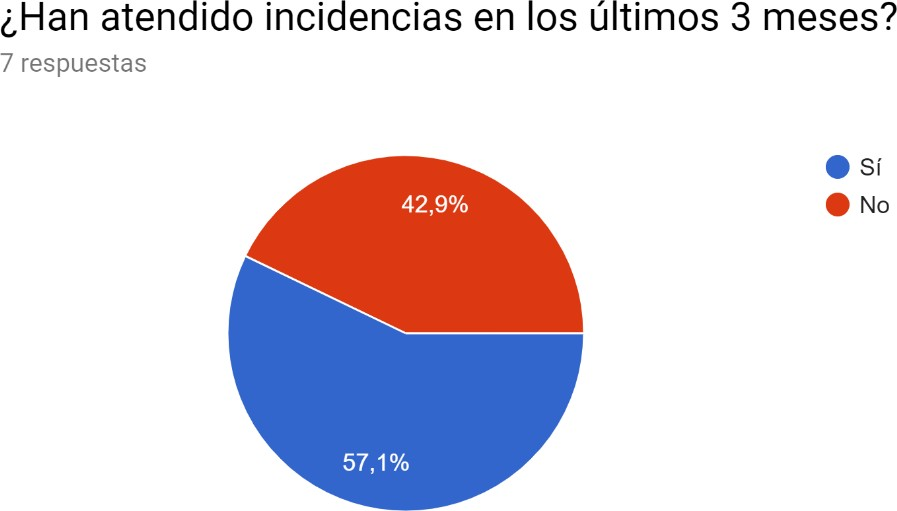 ¿Han atendido incidencias en los últimos 3 meses?
7 respuestas
Sí
No
42,9%
57,1%